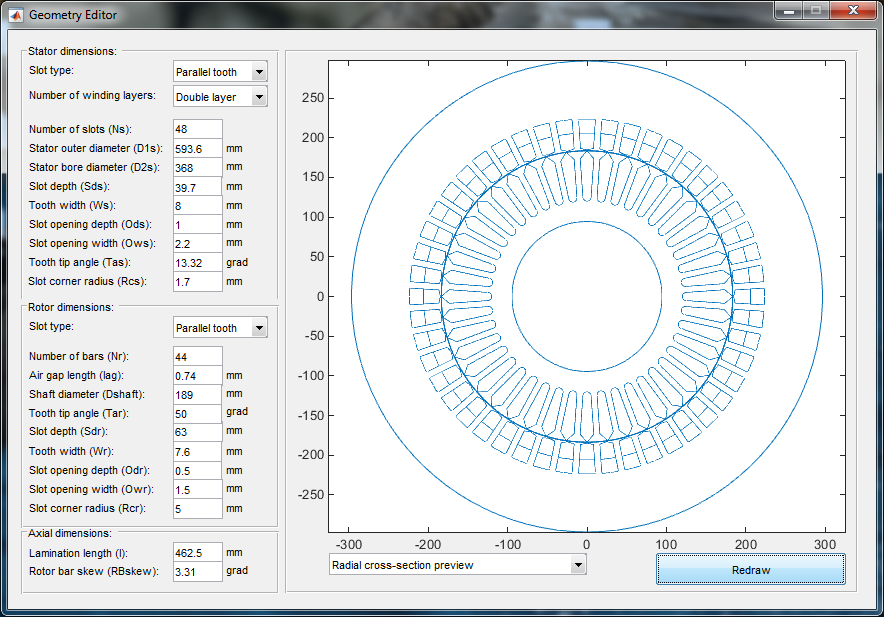 Geometry Editor
Stator dimensions:
Slot type: Parallel tooth
Number of winding layers: Double layer
Number of slots (Ns): 48
Stator outer diameter (D1s): 593.6 mm
Stator bore diameter (D2s): 368 mm
Slot depth (Sds): 39.7 mm
Tooth width (Ws): 8 mm
Slot opening depth (Ods): 1 mm
Slot opening width (Ows): 2.2 mm
Tooth tip angle (Tas): 13.32 grad
Slot corner radius (Rcs): 1.7 mm
Rotor dimensions:
Slot type: Parallel tooth
Number of bars (Nr): 44
Air gap length (lag): 0.74 mm
Shaft diameter (Dshaft): 189 mm
Tooth tip angle (Tar): 50 grad
Slot depth (Sdr): 63 mm
Tooth width (Wr): 7.6 mm
Slot opening depth (Odr): 0.5 mm
Slot opening width (Owr): 1.5 mm
Slot corner radius (Rcr): 5 mm
Axial dimensions:
Lamination length (l): 462.5 mm
Rotor bar skew (RBskew): 3.31 grad
250
200
150
100
50
0
-50
-100
-150
-200
-250
-300 -200 -100 0 100 200 300
Radial cross-section preview
Redraw